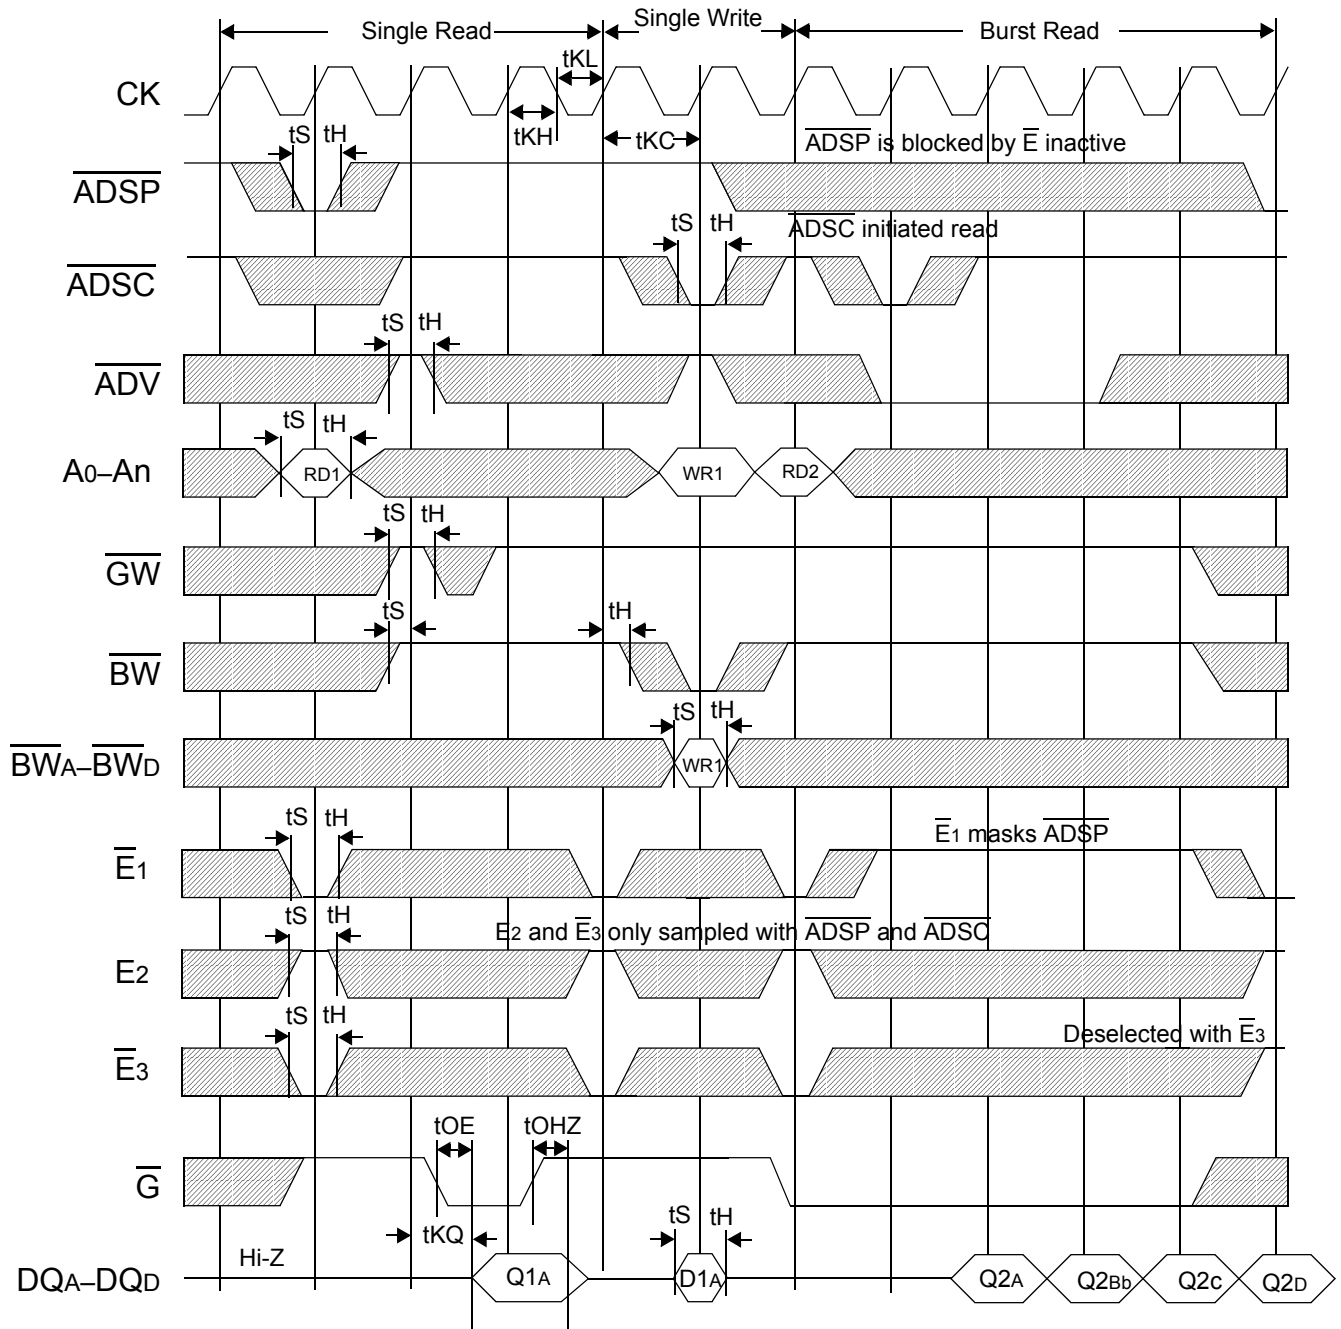 Single Read
Single Write
Burst Read
CK
tKL
tKH
tKC
tS tH
ADSP is blocked by E inactive
ADSP
tS tH
ADSC initiated read
ADSC
tS tH
ADV
tS tH
A0–An
RD1
WR1
RD2
tS tH
GW
tS
tH
BW
tS tH
BWA–BWD
WR1
tS tH
E1 masks ADSP
E1
tS tH
E2 and E3 only sampled with ADSP and ADSC
E2
tS tH
Deselected with E3
E3
tOE
tOHZ
G
tKQ
tS tH
Hi-Z
DQA–DQD
Q1A
D1A
Q2A
Q2Bb
Q2c
Q2D